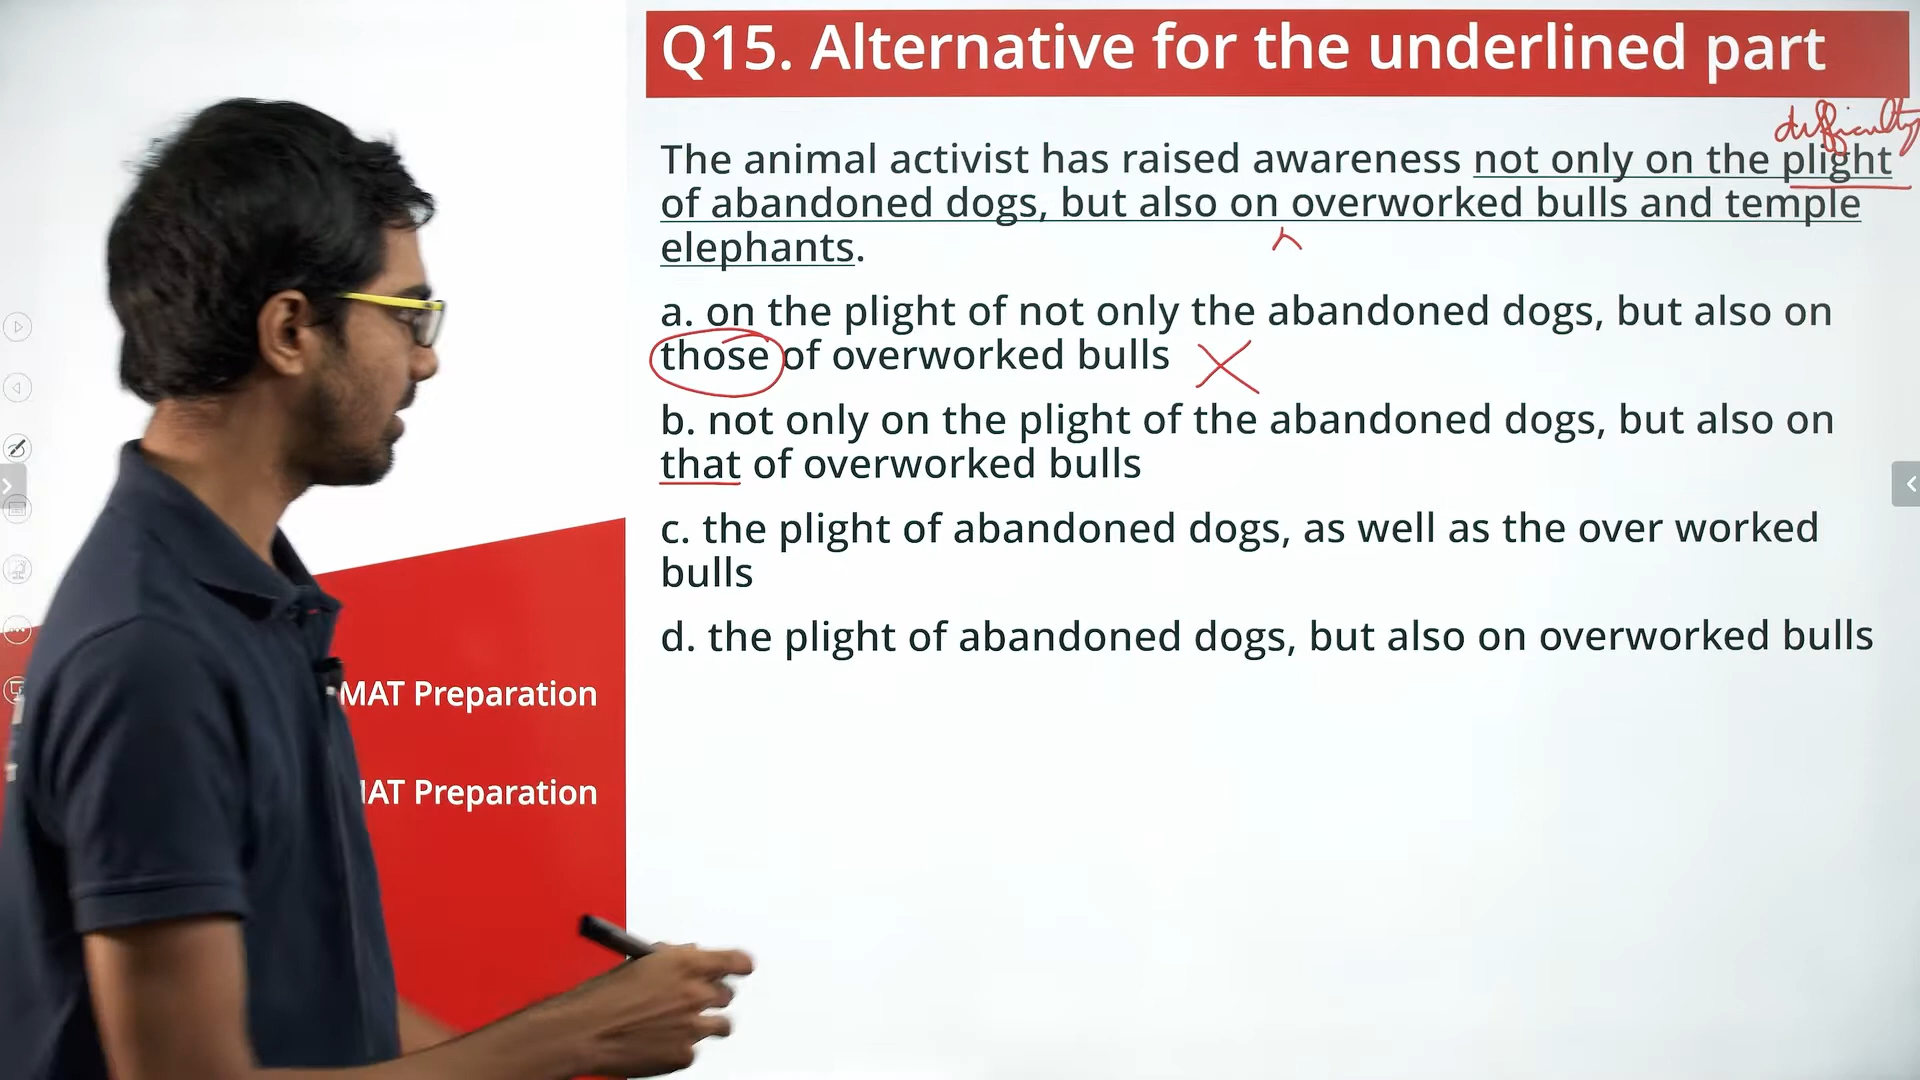 Q15. Alternative for the underlined part
difficulty
The animal activist has raised awareness not only on the plight
of abandoned dogs, but also on overworked bulls and temple
elephants.
a. on the plight of not only the abandoned dogs, but also on
those of overworked bulls
b. not only on the plight of the abandoned dogs, but also on
that of overworked bulls
c. the plight of abandoned dogs, as well as the over worked
bulls
d. the plight of abandoned dogs, but also on overworked bulls
MAT Preparation
AT Preparation